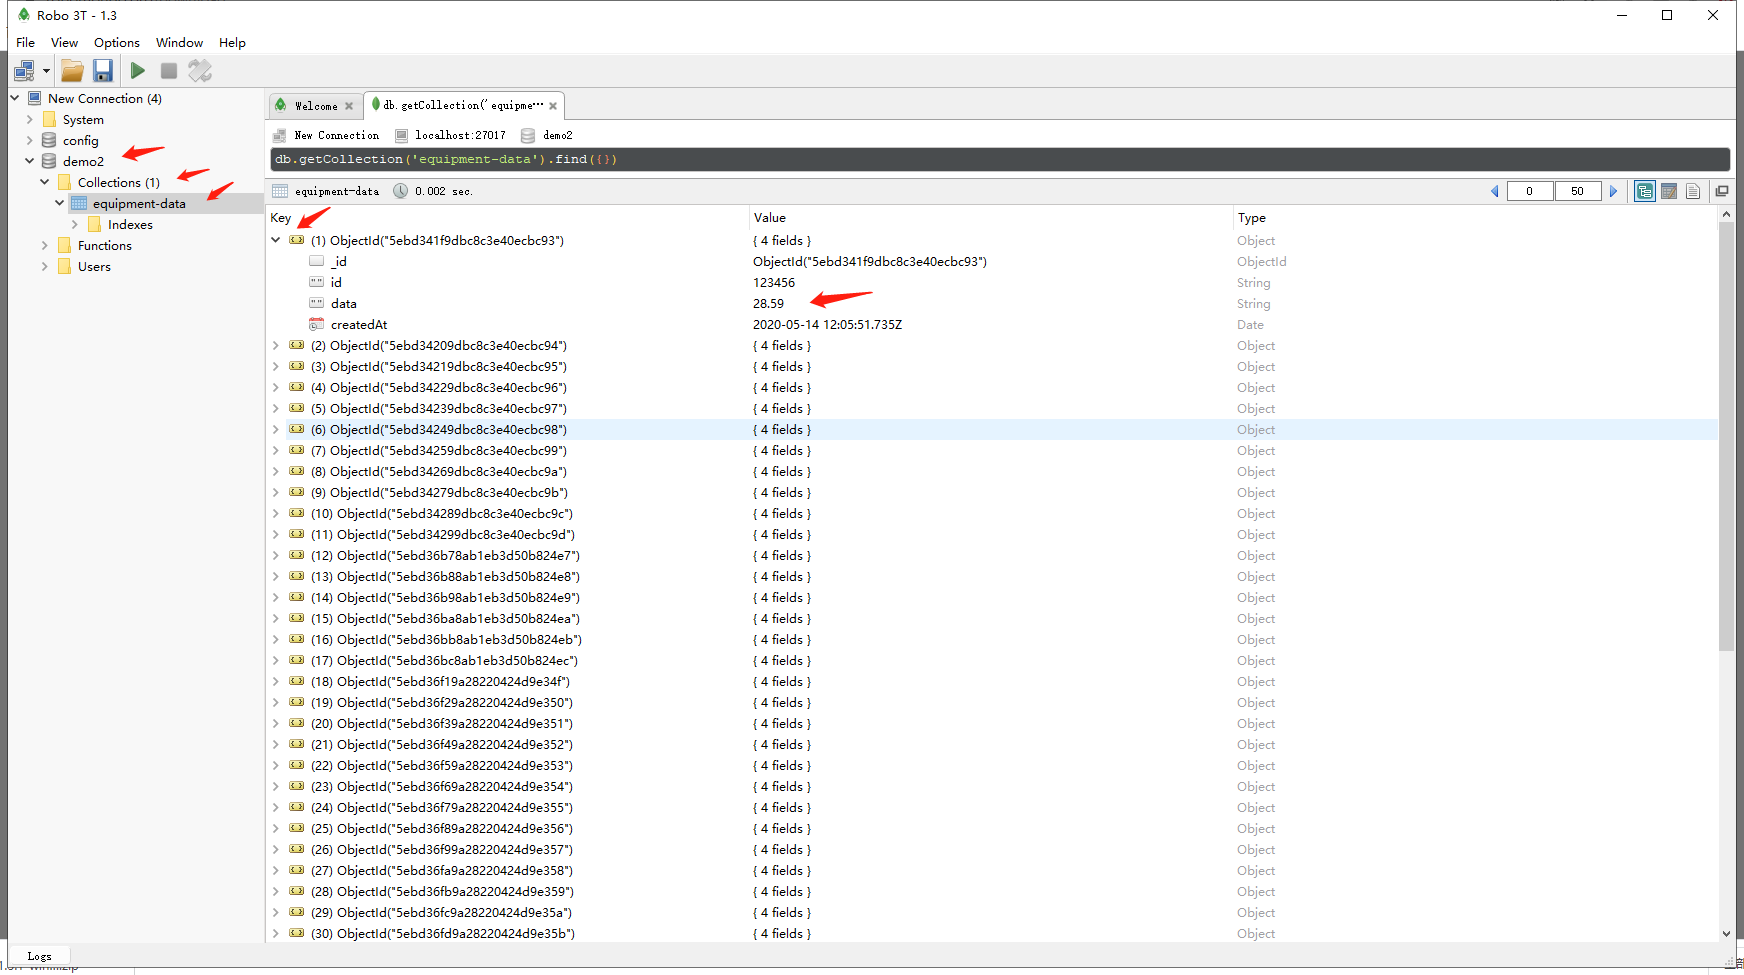 Robo 3T - 1.3
File View Options Window Help
New Connection (4)
System
config
demo2
Collections (1)
equipment-data
Indexes
Functions
Users
Welcome
db.getCollection('equipme···
New Connection localhost:27017 demo2
db.getCollection('equipment-data').find({})
equipment-data 0.002 sec. 0 50
Key Value Type
(1) ObjectId("5ebd341f9dbc8c3e40ecbc93") { 4 fields } Object
_id ObjectId("5ebd341f9dbc8c3e40ecbc93") ObjectId
id 123456 String
data 28.59 String
createdAt 2020-05-14 12:05:51.735Z Date
(2) ObjectId("5ebd34209dbc8c3e40ecbc94") { 4 fields } Object
(3) ObjectId("5ebd34219dbc8c3e40ecbc95") { 4 fields } Object
(4) ObjectId("5ebd34229dbc8c3e40ecbc96") { 4 fields } Object
(5) ObjectId("5ebd34239dbc8c3e40ecbc97") { 4 fields } Object
(6) ObjectId("5ebd34249dbc8c3e40ecbc98") { 4 fields } Object
(7) ObjectId("5ebd34259dbc8c3e40ecbc99") { 4 fields } Object
(8) ObjectId("5ebd34269dbc8c3e40ecbc9a") { 4 fields } Object
(9) ObjectId("5ebd34279dbc8c3e40ecbc9b") { 4 fields } Object
(10) ObjectId("5ebd34289dbc8c3e40ecbc9c") { 4 fields } Object
(11) ObjectId("5ebd34299dbc8c3e40ecbc9d") { 4 fields } Object
(12) ObjectId("5ebd36b78ab1eb3d50b824e7") { 4 fields } Object
(13) ObjectId("5ebd36b88ab1eb3d50b824e8") { 4 fields } Object
(14) ObjectId("5ebd36b98ab1eb3d50b824e9") { 4 fields } Object
(15) ObjectId("5ebd36ba8ab1eb3d50b824ea") { 4 fields } Object
(16) ObjectId("5ebd36bb8ab1eb3d50b824eb") { 4 fields } Object
(17) ObjectId("5ebd36bc8ab1eb3d50b824ec") { 4 fields } Object
(18) ObjectId("5ebd36f19a28220424d9e34f") { 4 fields } Object
(19) ObjectId("5ebd36f29a28220424d9e350") { 4 fields } Object
(20) ObjectId("5ebd36f39a28220424d9e351") { 4 fields } Object
(21) ObjectId("5ebd36f49a28220424d9e352") { 4 fields } Object
(22) ObjectId("5ebd36f59a28220424d9e353") { 4 fields } Object
(23) ObjectId("5ebd36f69a28220424d9e354") { 4 fields } Object
(24) ObjectId("5ebd36f79a28220424d9e355") { 4 fields } Object
(25) ObjectId("5ebd36f89a28220424d9e356") { 4 fields } Object
(26) ObjectId("5ebd36f99a28220424d9e357") { 4 fields } Object
(27) ObjectId("5ebd36fa9a28220424d9e358") { 4 fields } Object
(28) ObjectId("5ebd36fb9a28220424d9e359") { 4 fields } Object
(29) ObjectId("5ebd36fc9a28220424d9e35a") { 4 fields } Object
(30) ObjectId("5ebd36fd9a28220424d9e35b") { 4 fields } Object
Logs